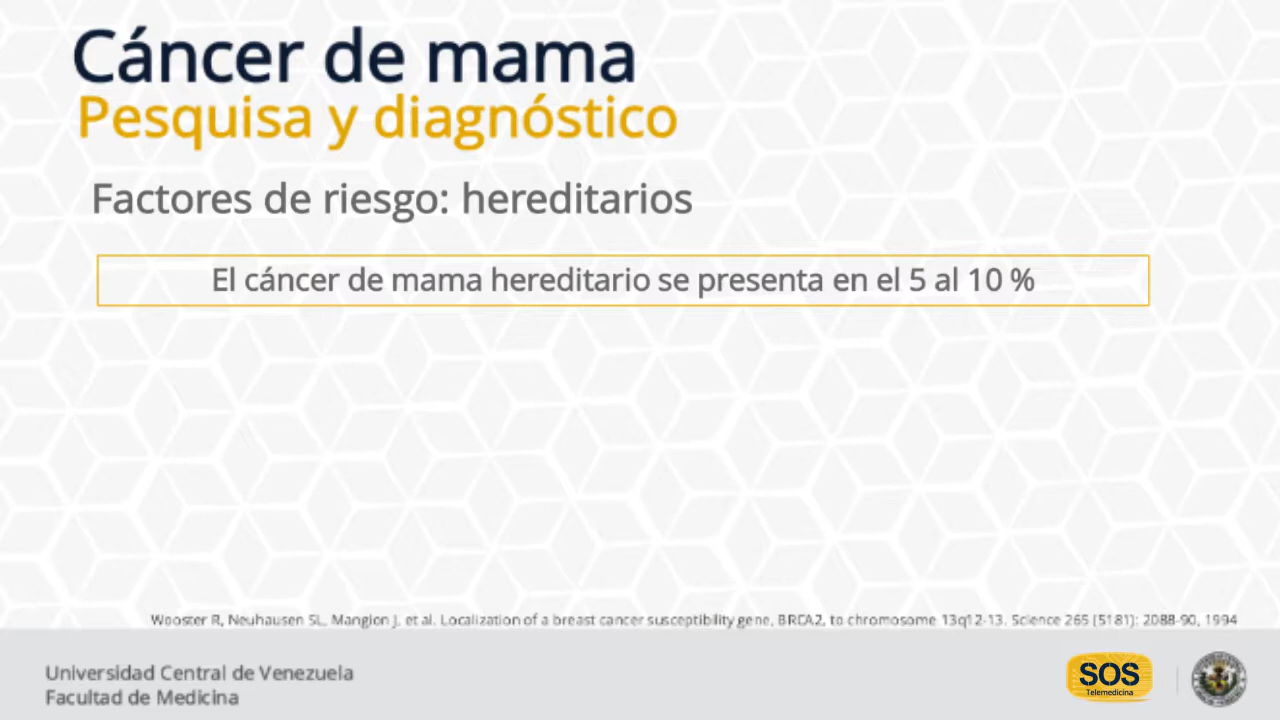 Cáncer de mama
Pesquisa y diagnóstico
Factores de riesgo: hereditarios
El cáncer de mama hereditario se presenta en el 5 al 10 %
Wooster R, Neuhausen SL, Mangion J, et al. Localization of a breast cancer susceptibility gene, BRCA2, to chromosome 13q12-13. Science 265 (5181): 2088-90, 1994
Universidad Central de Venezuela
Facultad de Medicina
SOS
Telemedicina